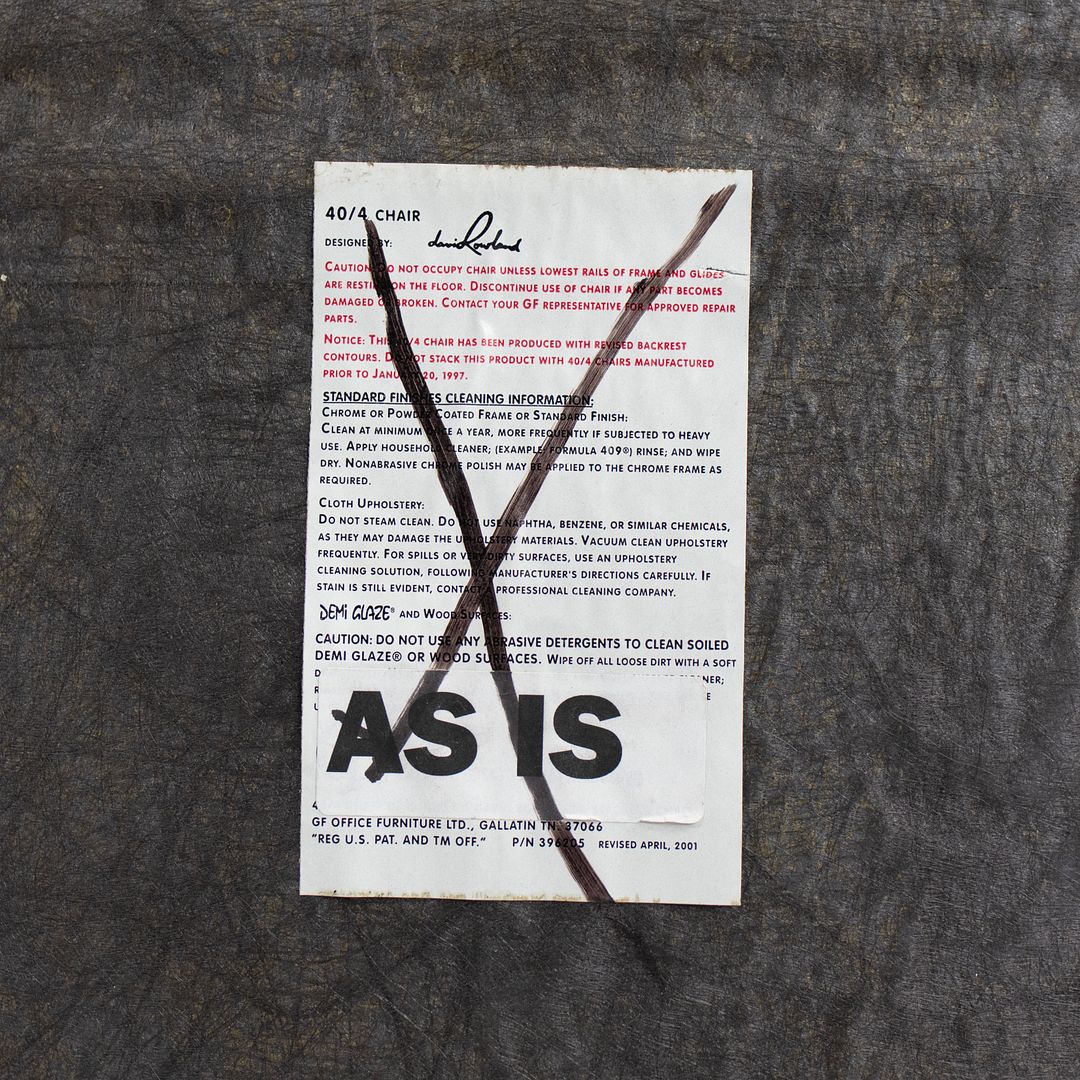 40/4 CHAIR
DESIGNED BY: david Rowland
CAUTION: DO NOT OCCUPY CHAIR UNLESS LOWEST RAILS OF FRAME AND GLIDES
ARE RESTING ON THE FLOOR. DISCONTINUE USE OF CHAIR IF ANY PART BECOMES
DAMAGED OR BROKEN. CONTACT YOUR GF REPRESENTATIVE FOR APPROVED REPAIR
PARTS.
NOTICE: THIS 40/4 CHAIR HAS BEEN PRODUCED WITH REVISED BACKREST
CONTOURS. DO NOT STACK THIS PRODUCT WITH 40/4 CHAIRS MANUFACTURED
PRIOR TO JANUARY 20, 1997.
STANDARD FINISHES CLEANING INFORMATION:
CHROME OR POWDER COATED FRAME OR STANDARD FINISH:
CLEAN AT MINIMUM ONCE A YEAR, MORE FREQUENTLY IF SUBJECTED TO HEAVY
USE. APPLY HOUSEHOLD CLEANER; (EXAMPLE: FORMULA 409®) RINSE; AND WIPE
DRY. NONABRASIVE CHROME POLISH MAY BE APPLIED TO THE CHROME FRAME AS
REQUIRED.
CLOTH UPHOLSTERY:
DO NOT STEAM CLEAN. DO NOT USE NAPHTHA, BENZENE, OR SIMILAR CHEMICALS,
AS THEY MAY DAMAGE THE UPHOLSTERY MATERIALS. VACUUM CLEAN UPHOLSTERY
FREQUENTLY. FOR SPILLS OR VERY DIRTY SURFACES, USE AN UPHOLSTERY
CLEANING SOLUTION, FOLLOWING MANUFACTURER'S DIRECTIONS CAREFULLY. IF
STAIN IS STILL EVIDENT, CONTACT A PROFESSIONAL CLEANING COMPANY.
DEMI GLAZE® AND WOOD SURFACES:
CAUTION: DO NOT USE ANY ABRASIVE DETERGENTS TO CLEAN SOILED
DEMI GLAZE® OR WOOD SURFACES. WIPE OFF ALL LOOSE DIRT WITH A SOFT
AS IS
GF OFFICE FURNITURE LTD., GALLATIN TN. 37066
"REG U.S. PAT. AND TM OFF." P/N 396205 REVISED APRIL, 2001